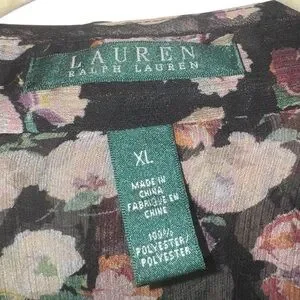 LAUREN
RALPH LAUREN
XL
MADE IN
CHINA
FABRIQUÉ EN
CHINE
100%
POLYESTER/
POLYESTER